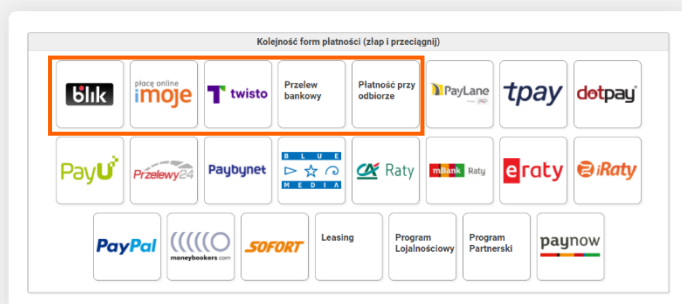 Kolejność form płatności (złap i przeciągnij)
blik
płacę online
imoje
twisto
Przelew
bankowy
Płatność przy
odbiorze
PayLane
tpay
dotpay
PayU
Przelewy24
Paybynet
BLUE
MEDIA
CA Raty
mBank Raty
eraty
iRaty
PayPal
moneybookers.com
SOFORT
Leasing
Program
Lojalnościowy
Program
Partnerski
paynow